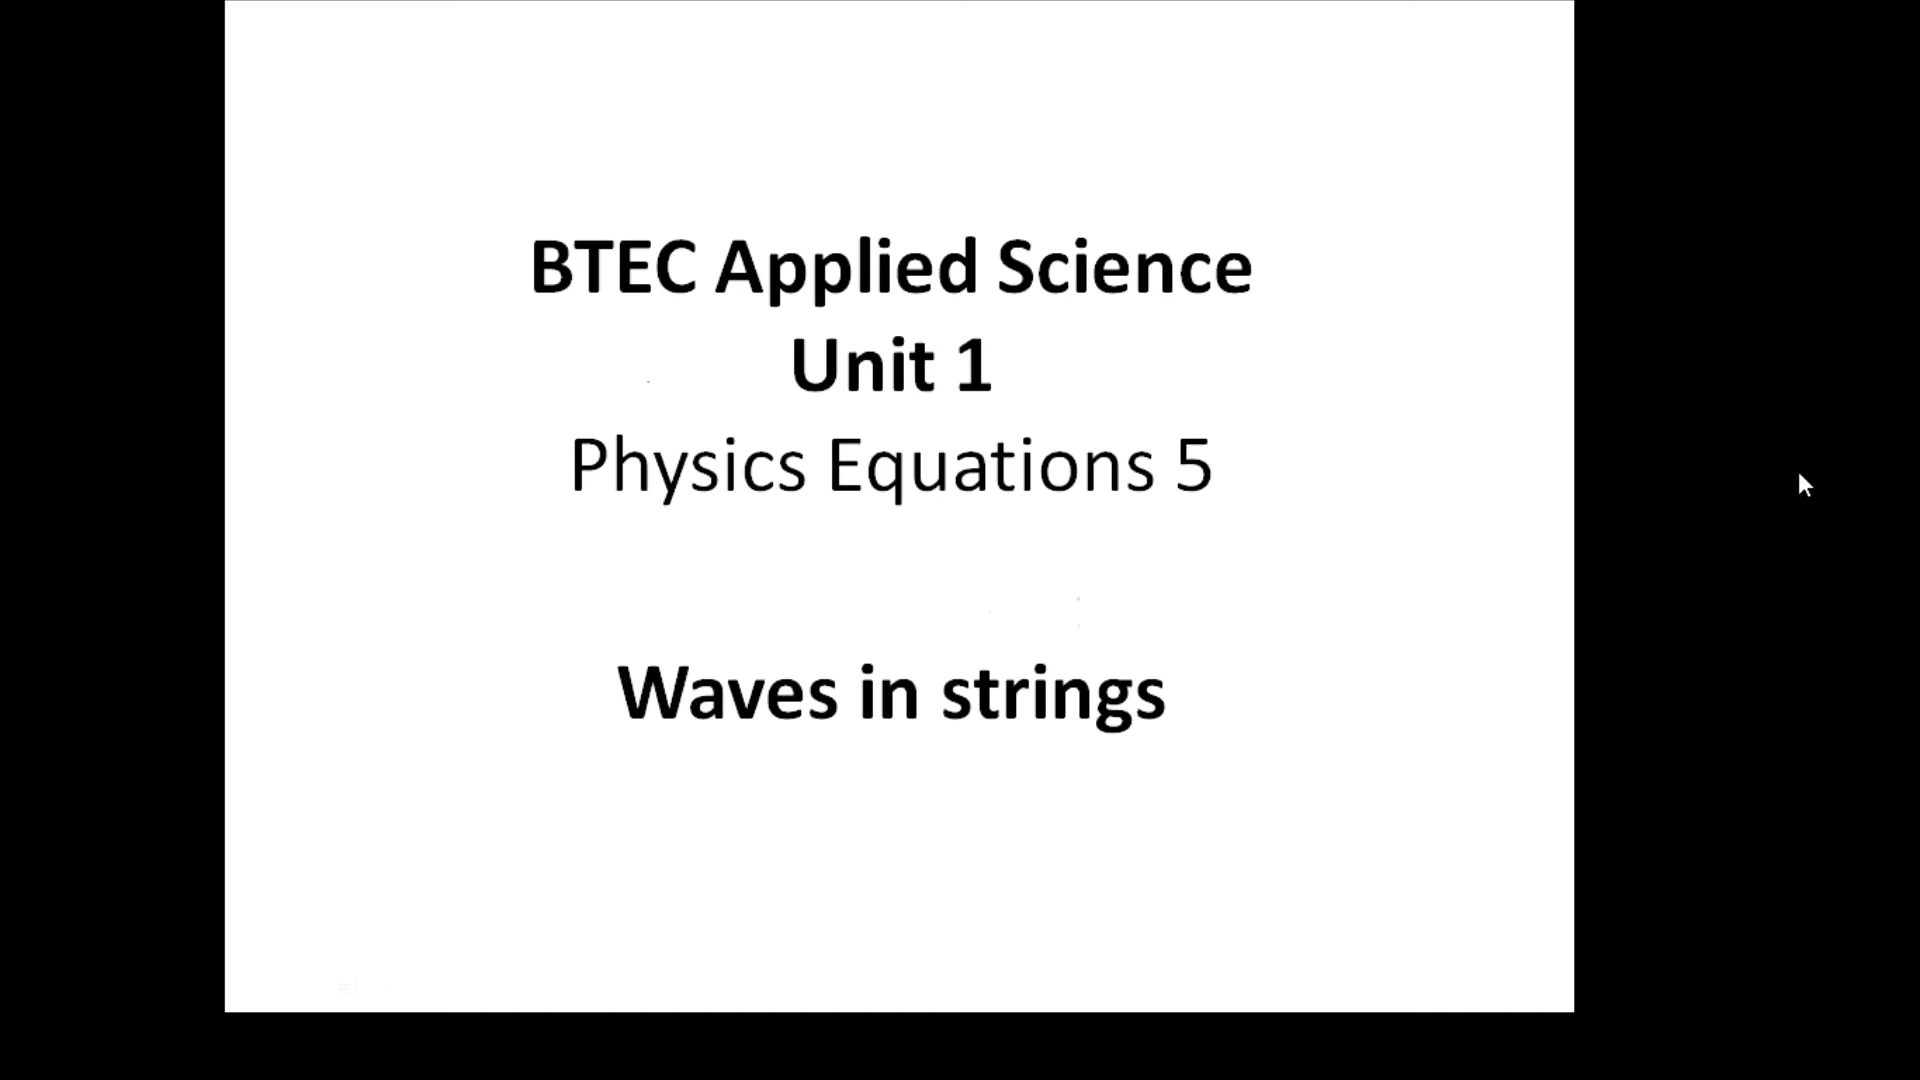 BTEC Applied Science
Unit 1
Physics Equations 5
Waves in strings